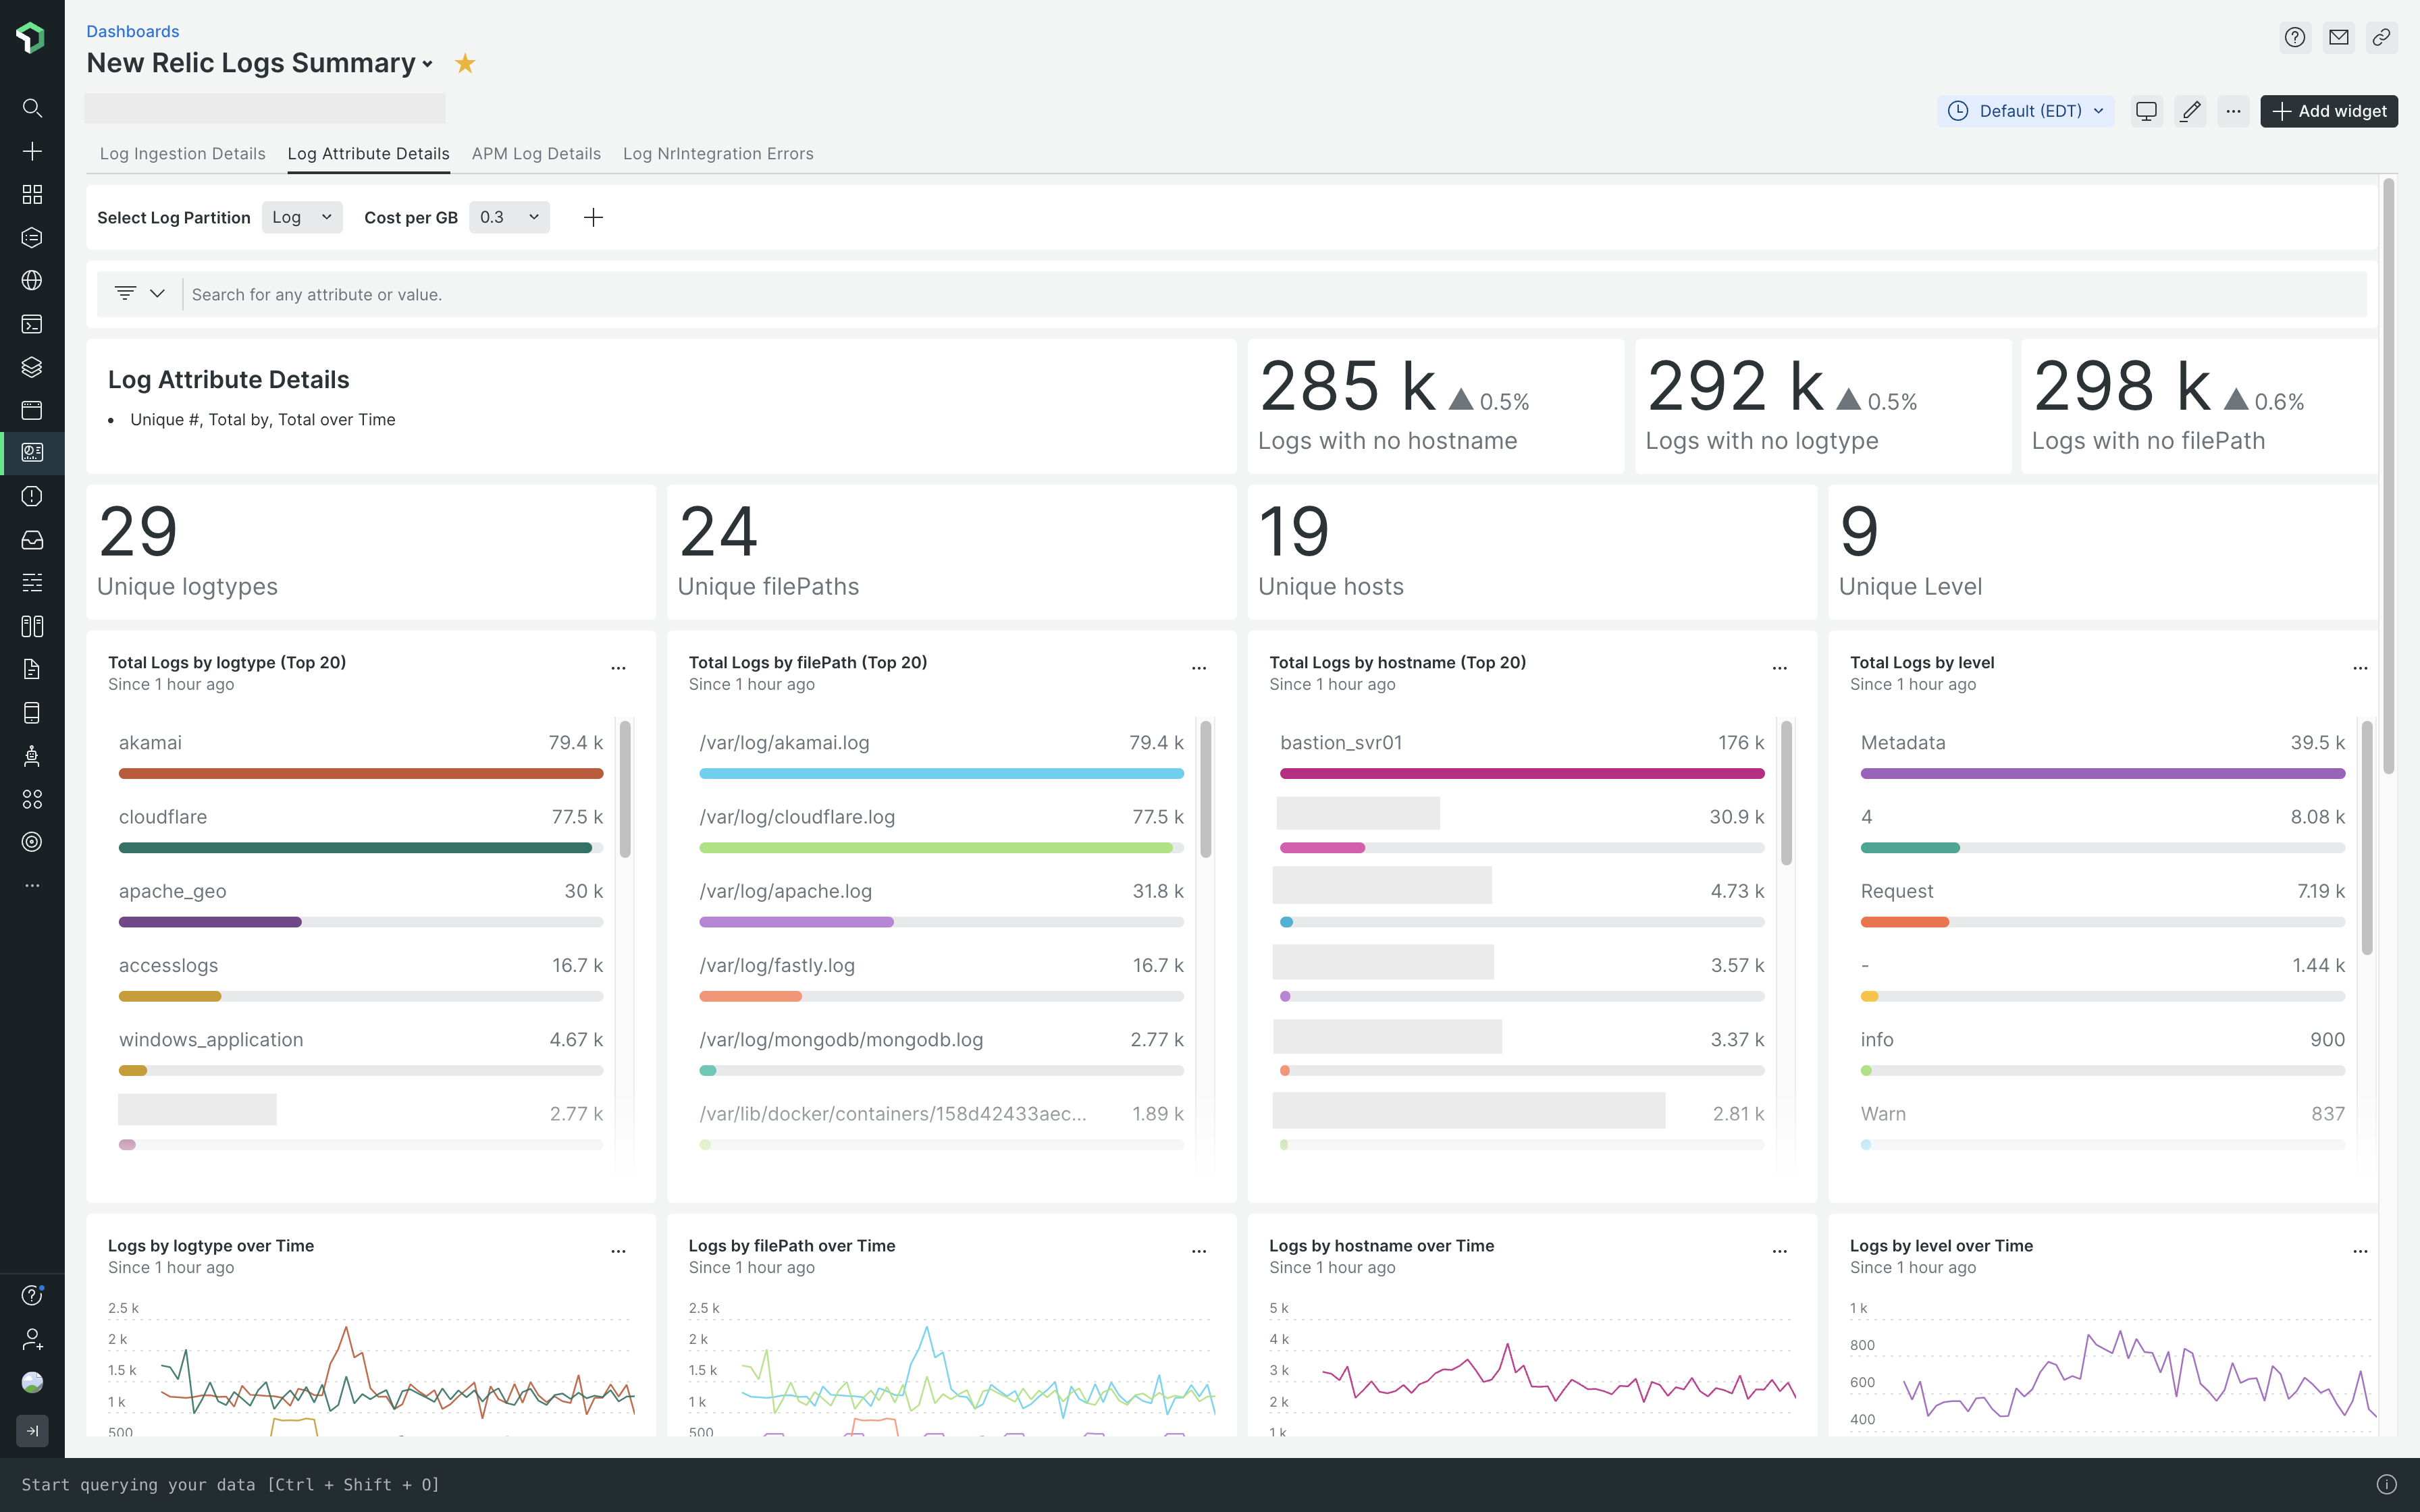 Dashboards
New Relic Logs Summary
Default (EDT)
Add widget
Log Ingestion Details
Log Attribute Details
APM Log Details
Log NrIntegration Errors
Select Log Partition
Log
Cost per GB
0.3
Search for any attribute or value.
Log Attribute Details
• Unique #, Total by, Total over Time
285 k
0.5%
Logs with no hostname
292 k
0.5%
Logs with no logtype
298 k
0.6%
Logs with no filePath
29
Unique logtypes
24
Unique filePaths
19
Unique hosts
9
Unique Level
Total Logs by logtype (Top 20)
Since 1 hour ago
akamai 79.4 k
cloudflare 77.5 k
apache_geo 30 k
accesslogs 16.7 k
windows_application 4.67 k
2.77 k
Total Logs by filePath (Top 20)
Since 1 hour ago
/var/log/akamai.log 79.4 k
/var/log/cloudflare.log 77.5 k
/var/log/apache.log 31.8 k
/var/log/fastly.log 16.7 k
/var/log/mongodb/mongodb.log 2.77 k
/var/lib/docker/containers/158d42433aec... 1.89 k
Total Logs by hostname (Top 20)
Since 1 hour ago
bastion_svr01 176 k
30.9 k
4.73 k
3.57 k
3.37 k
2.81 k
Total Logs by level
Since 1 hour ago
Metadata 39.5 k
4 8.08 k
Request 7.19 k
- 1.44 k
info 900
Warn 837
Logs by logtype over Time
Since 1 hour ago
2.5 k
2 k
1.5 k
1 k
500
Logs by filePath over Time
Since 1 hour ago
2.5 k
2 k
1.5 k
1 k
500
Logs by hostname over Time
Since 1 hour ago
5 k
4 k
3 k
2 k
1 k
Logs by level over Time
Since 1 hour ago
1 k
800
600
400
Start querying your data [Ctrl + Shift + O]